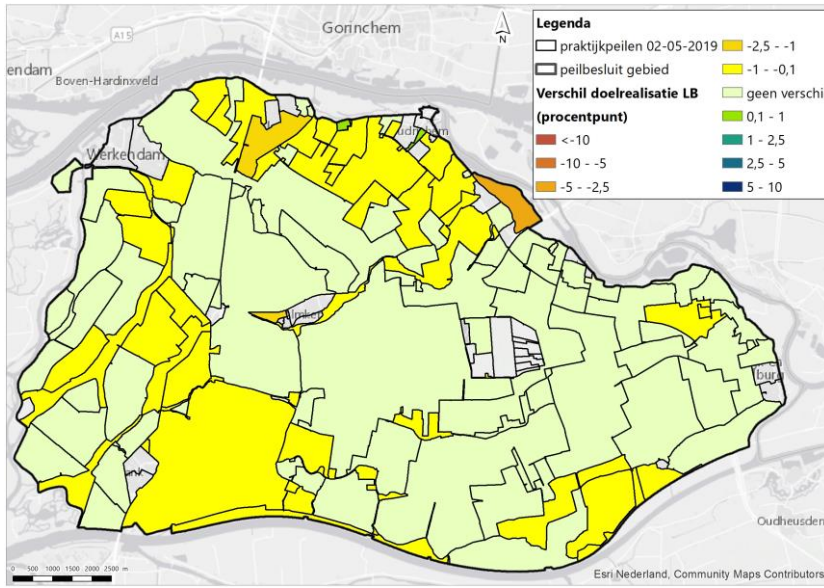 Gorinchem
A15
endam
Boven-Hardinxveld
Werkendam
N
Legenda
praktijkpeilen 02-05-2019
peilbesluit gebied
Verschil doelrealisatie LB
(procentpunt)
<-10
-10 - -5
-5 - -2,5
-2,5 - -1
-1 - -0,1
geen verschi
0,1 - 1
1 - 2,5
2,5 - 5
5 - 10
burg
Oudheusden
0 500 1000 1500 2000 2500 m
Esri Nederland, Community Maps Contributors